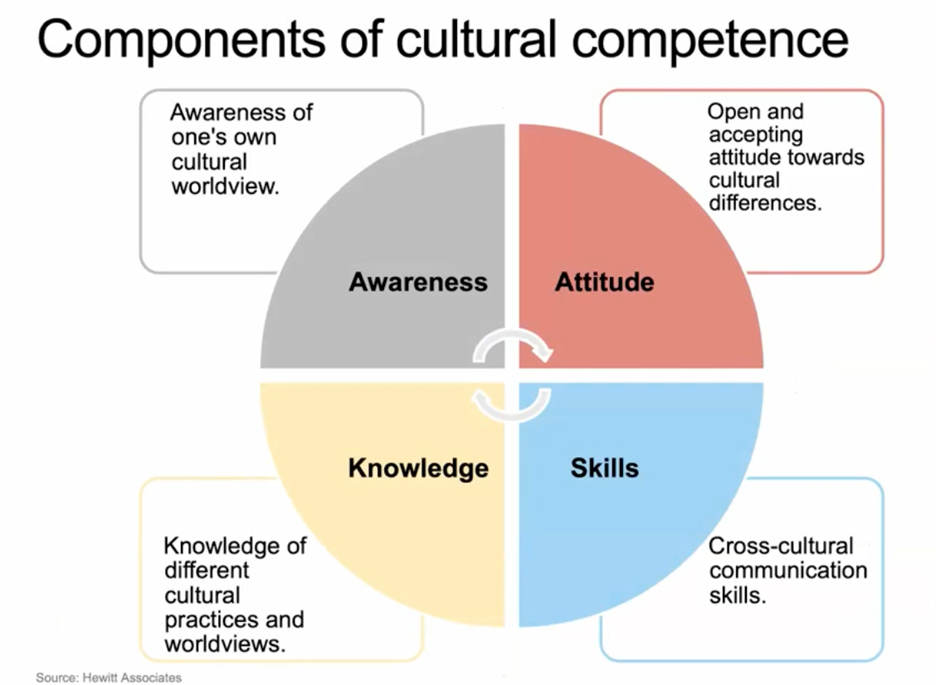 Components of cultural competence
Awareness of
one's own
cultural
worldview.
Open and
accepting
attitude towards
cultural
differences.
Awareness
Attitude
Knowledge
Skills
Knowledge of
different
cultural
practices and
worldviews.
Cross-cultural
communication
skills.
Source: Hewitt Associates